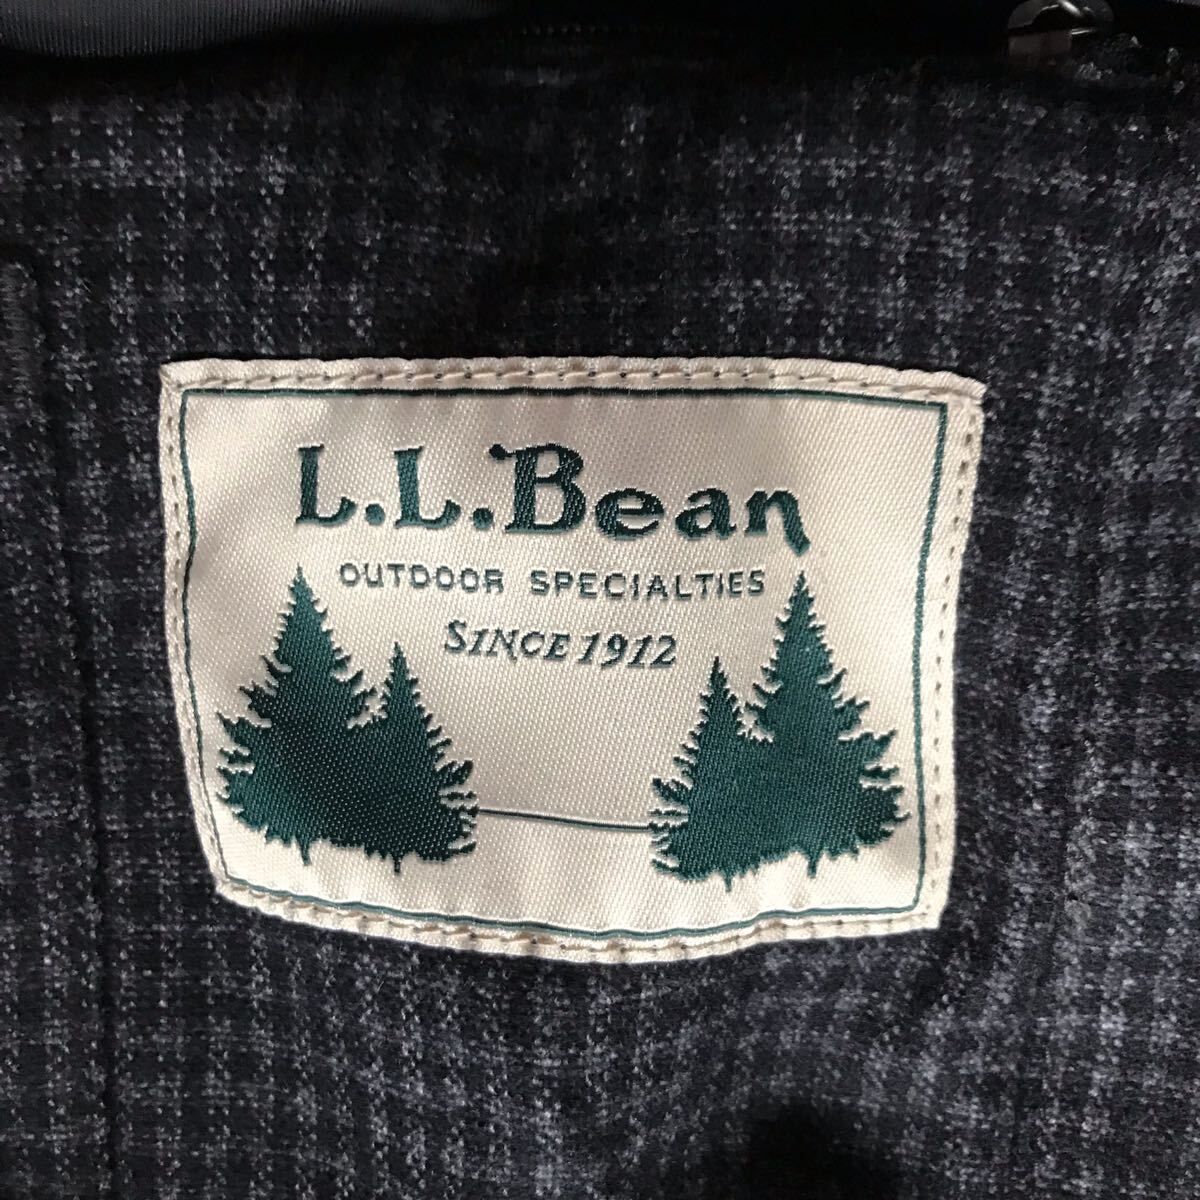 L.L.Bean
OUTDOOR SPECIALTIES
SINCE 1912